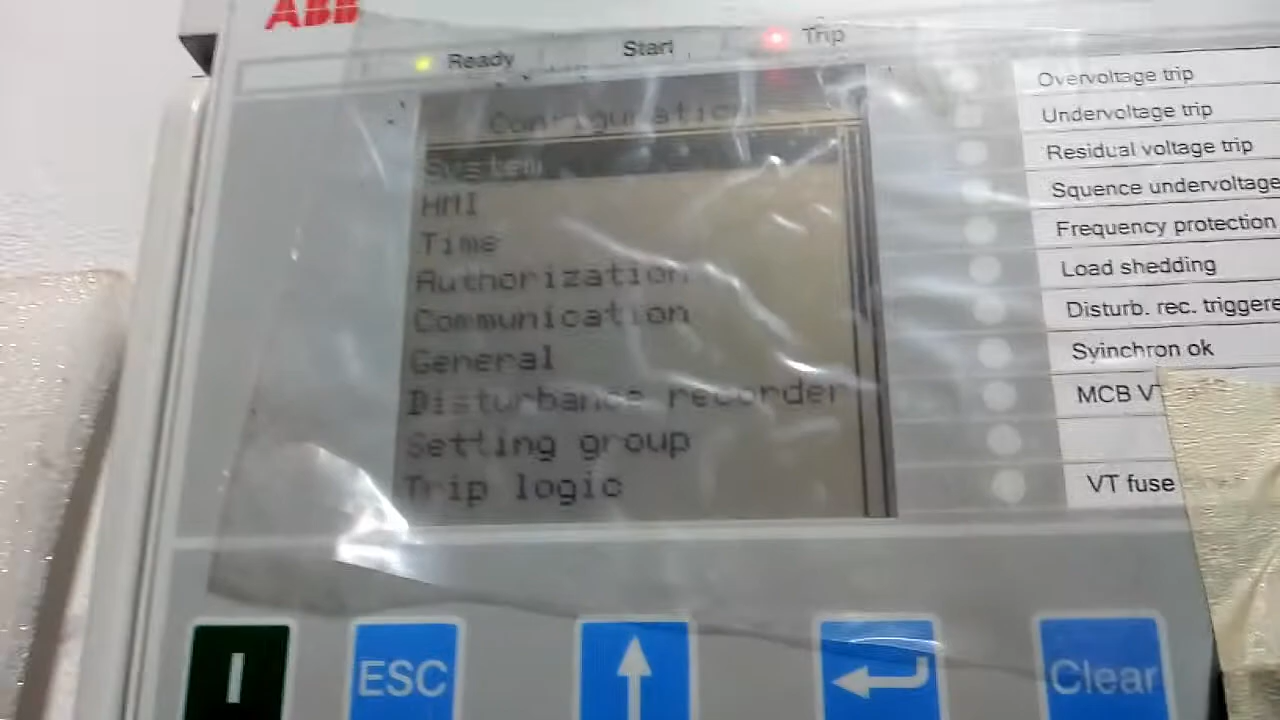 ABB
Ready
Start
Trip
Configuration
System
HMI
Time
Authorization
Communication
General
Disturbance recorder
Setting group
Trip logic
Overvoltage trip
Undervoltage trip
Residual voltage trip
Squence undervoltage
Frequency protection
Load shedding
Disturb. rec. triggere
Syinchron ok
MCB VT
VT fuse
I
ESC
Clear